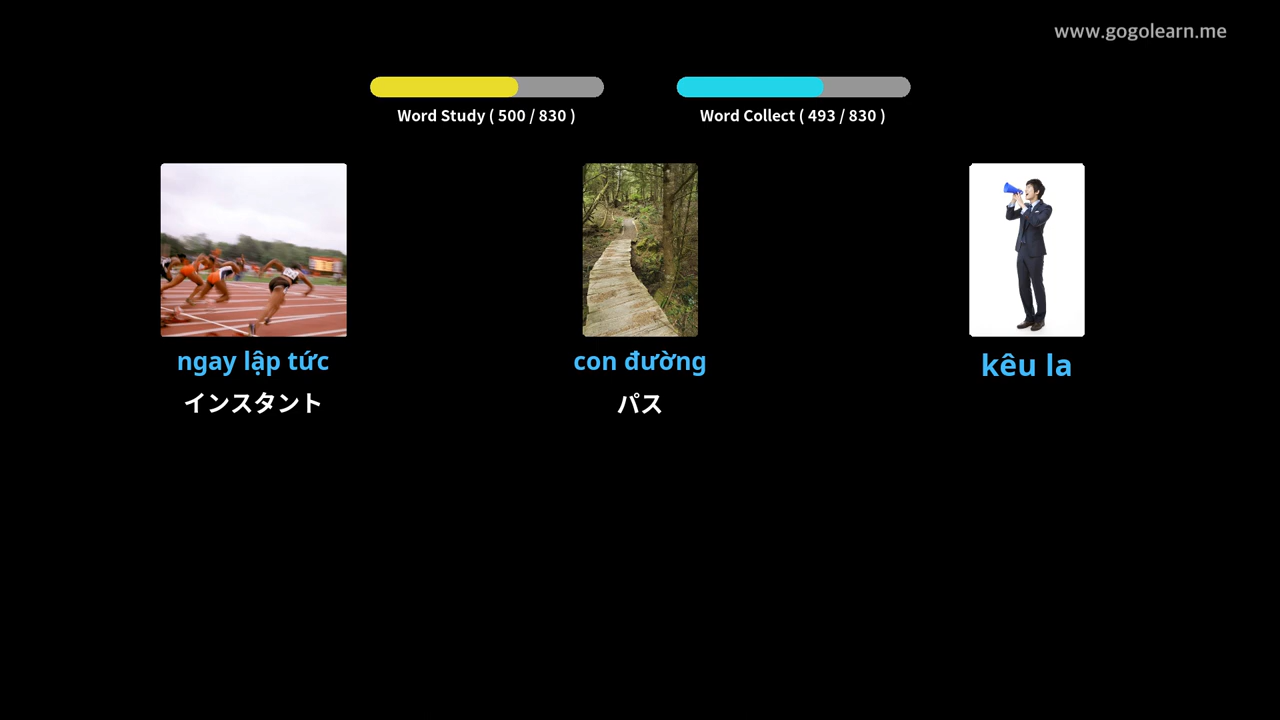 www.gogolearn.me
Word Study ( 500 / 830 )
Word Collect ( 493 / 830 )
ngay lập tức
con đường
kêu la
インスタント
パス